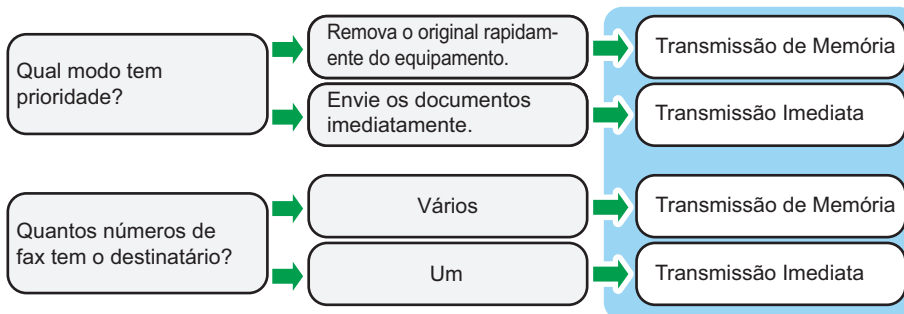 Qual modo tem
prioridade?
Remova o original rapidam-
ente do equipamento.
Transmissão de Memória
Envie os documentos
imediatamente.
Transmissão Imediata
Quantos números de
fax tem o destinatário?
Vários
Transmissão de Memória
Um
Transmissão Imediata